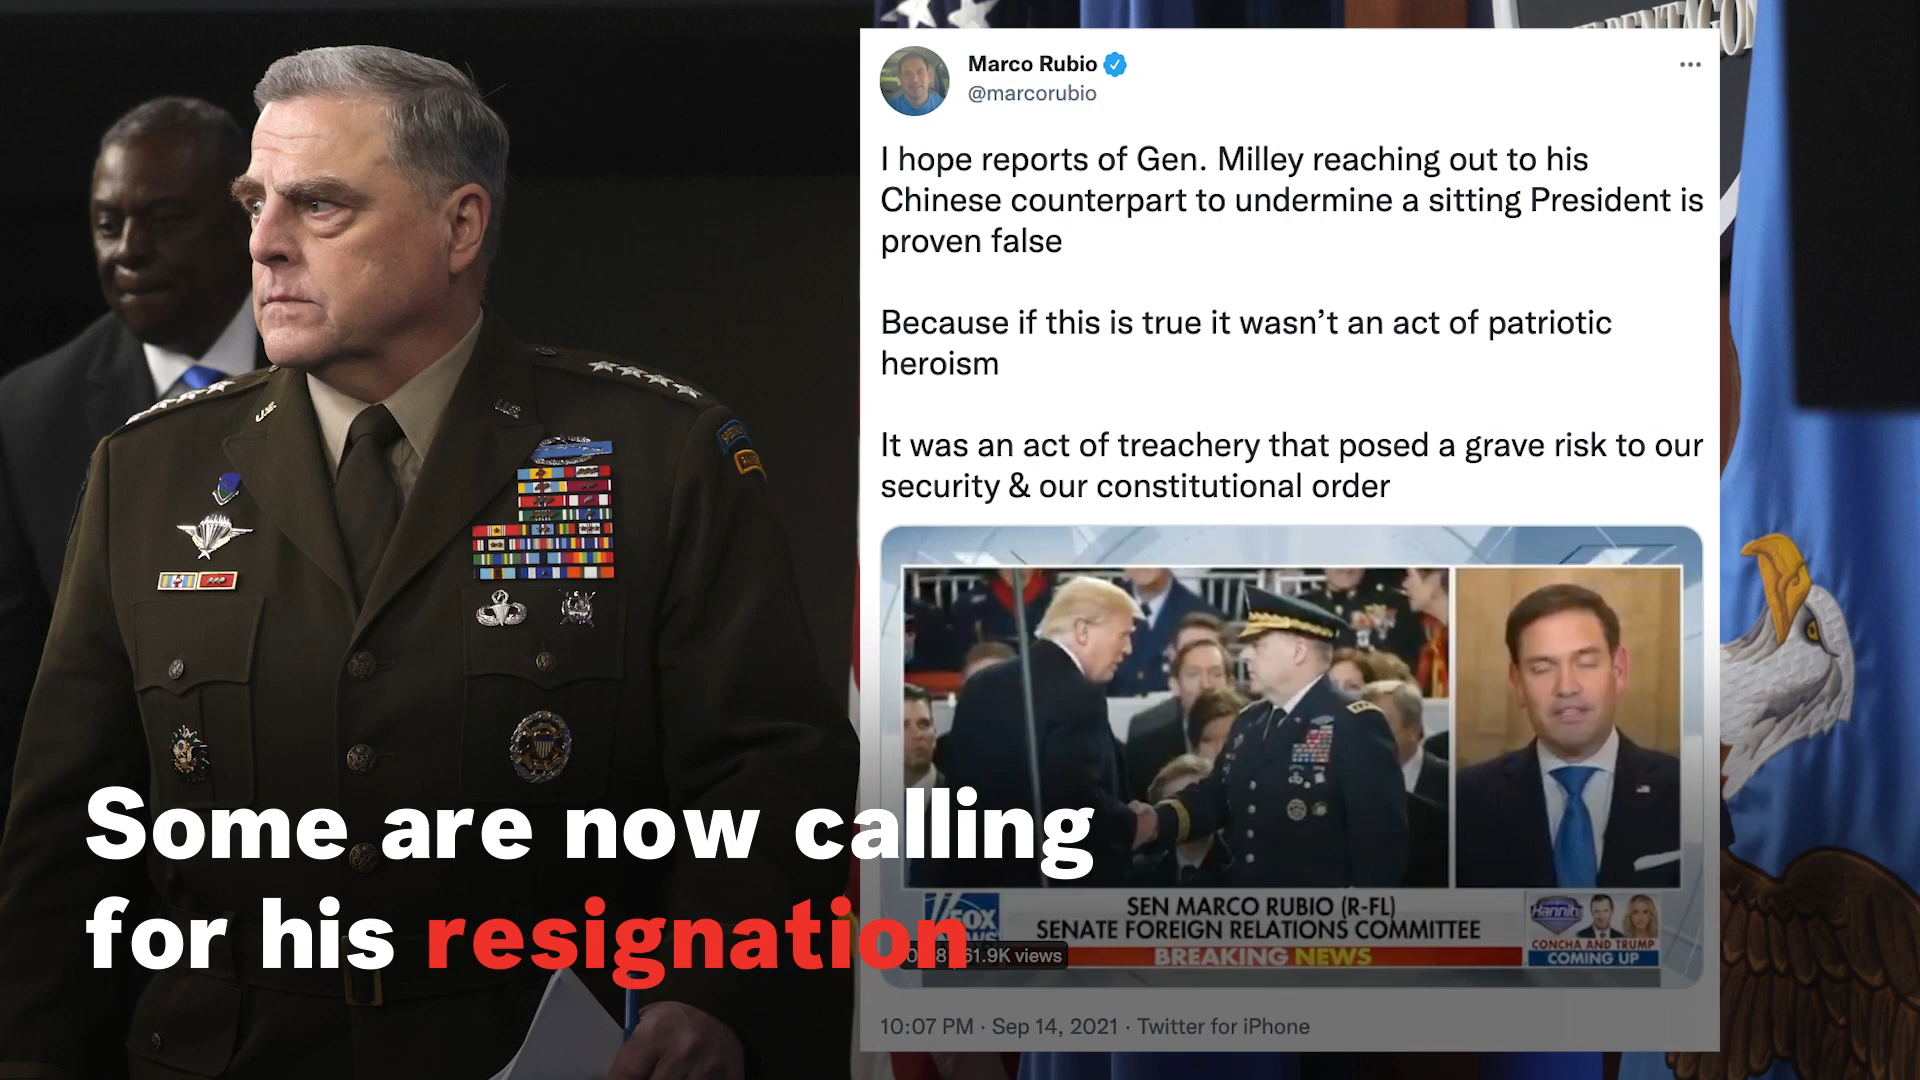 PENTAGON
Marco Rubio
@marcorubio
I hope reports of Gen. Milley reaching out to his
Chinese counterpart to undermine a sitting President is
proven false
Because if this is true it wasn't an act of patriotic
heroism
It was an act of treachery that posed a grave risk to our
security & our constitutional order
U.S.
U.S.
Some are now calling
for his resignation
FOX
NEWS
SEN MARCO RUBIO (R-FL)
SENATE FOREIGN RELATIONS COMMITTEE
BREAKING NEWS
Hannity
CONCHA AND TRUMP
COMING UP
61.9K views
10:07 PM · Sep 14, 2021 · Twitter for iPhone